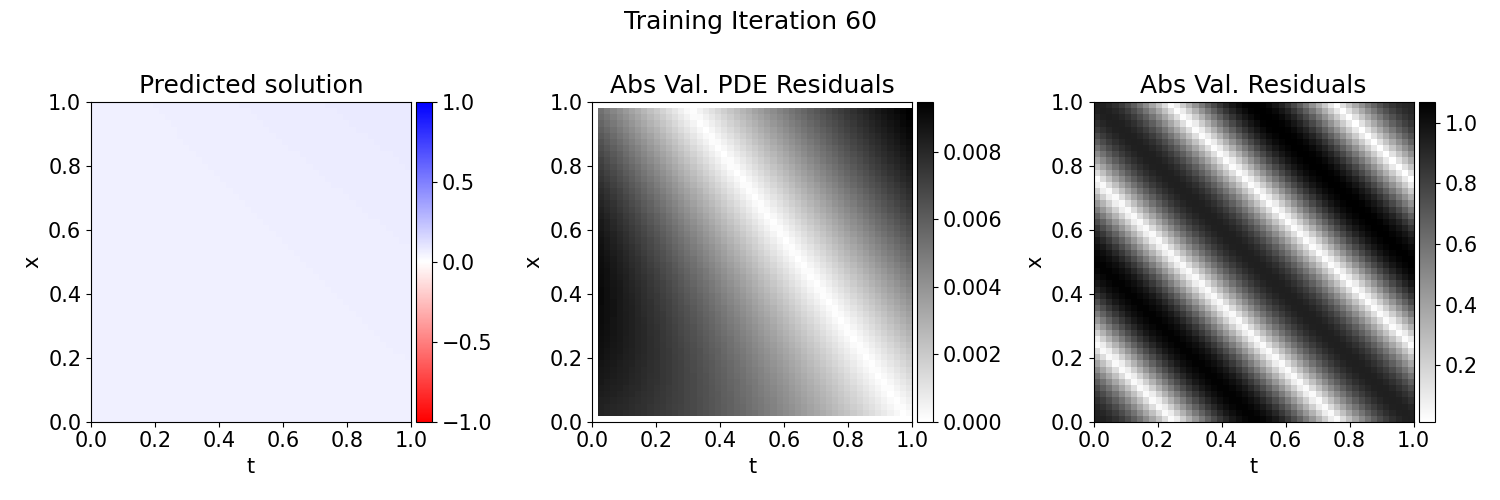 Training Iteration 60
Predicted solution
Abs Val. PDE Residuals
Abs Val. Residuals
1.0
0.8
0.6
0.4
0.2
0.0
x
0.0 0.2 0.4 0.6 0.8 1.0
t
1.0
0.5
0.0
−0.5
−1.0
1.0
0.8
0.6
0.4
0.2
0.0
x
0.0 0.2 0.4 0.6 0.8 1.0
t
0.008
0.006
0.004
0.002
0.000
1.0
0.8
0.6
0.4
0.2
0.0
x
0.0 0.2 0.4 0.6 0.8 1.0
t
1.0
0.8
0.6
0.4
0.2